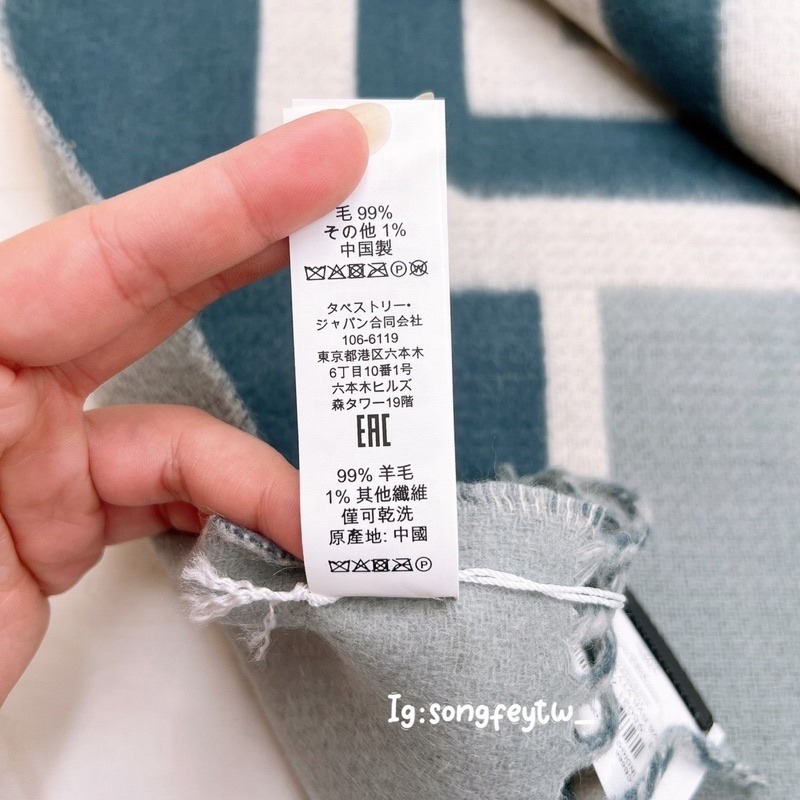 毛 99%
その他 1%
中国製
P W
タペストリー・
ジャパン合同会社
106-6119
東京都港区六本木
6丁目10番1号
六本木ヒルズ
森タワー19階
EAC
99% 羊毛
1% 其他纖維
僅可乾洗
原產地: 中國
P
Ig:songfeytw_